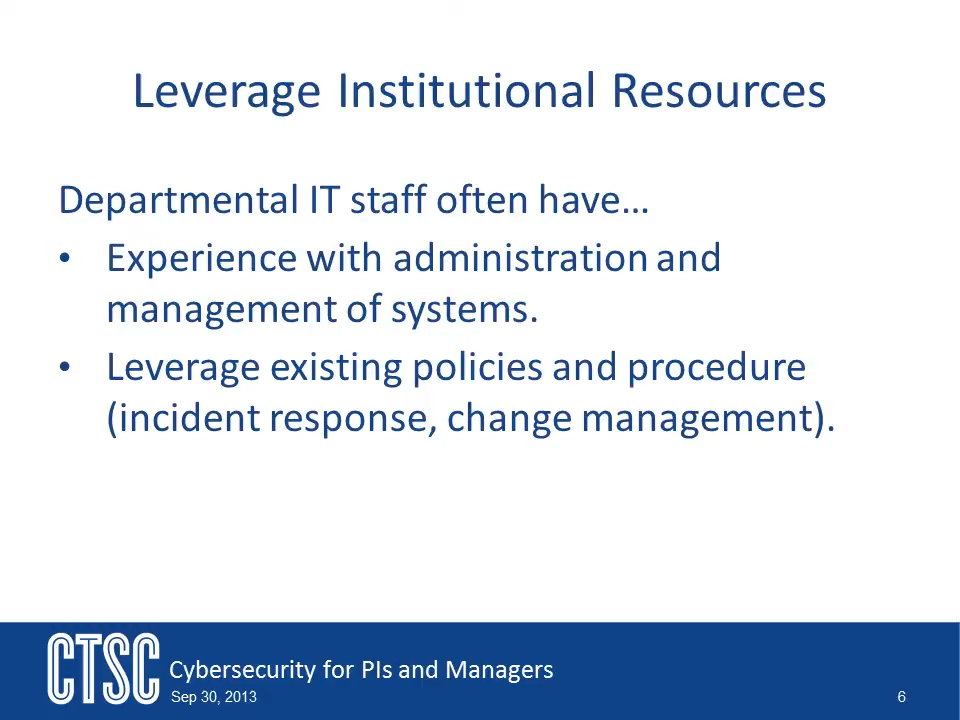 Leverage Institutional Resources
Departmental IT staff often have…
• Experience with administration and
management of systems.
• Leverage existing policies and procedure
(incident response, change management).
CTSC
Cybersecurity for PIs and Managers
Sep 30, 2013
6